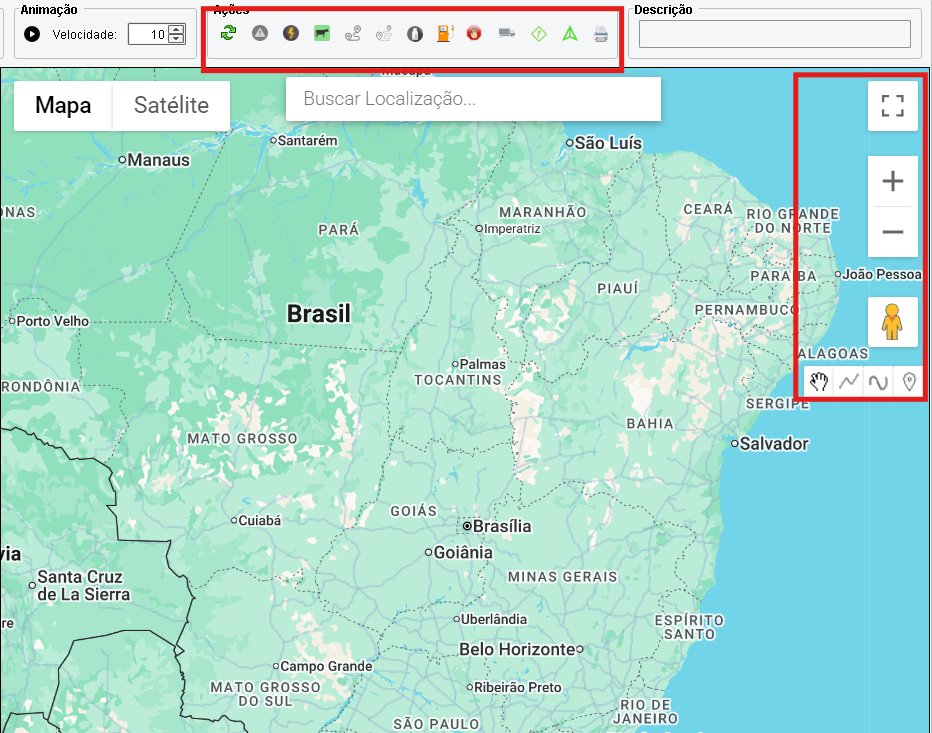 Animação
Ações
Descrição
Velocidade:
10
Macapá
Mapa
Satélite
Buscar Localização...
Santarém
São Luís
Manaus
ONAS
MARANHÃO
CEARÁ
RIO GRANDE
DO NORTE
PARÁ
Imperatriz
PARAÍBA
João Pessoa
PIAUÍ
Brasil
PERNAMBUCO
Porto Velho
ALAGOAS
Palmas
TOCANTINS
RONDÔNIA
SERGIPE
BAHIA
MATO GROSSO
Salvador
GOIÁS
Cuiabá
Brasília
via
Goiânia
Santa Cruz
de La Sierra
MINAS GERAIS
re
Uberlândia
ESPÍRITO
SANTO
Belo Horizonte
Campo Grande
MATO GROSSO
DO SUL
Ribeirão Preto
RIO DE
JANEIRO
SÃO PAULO